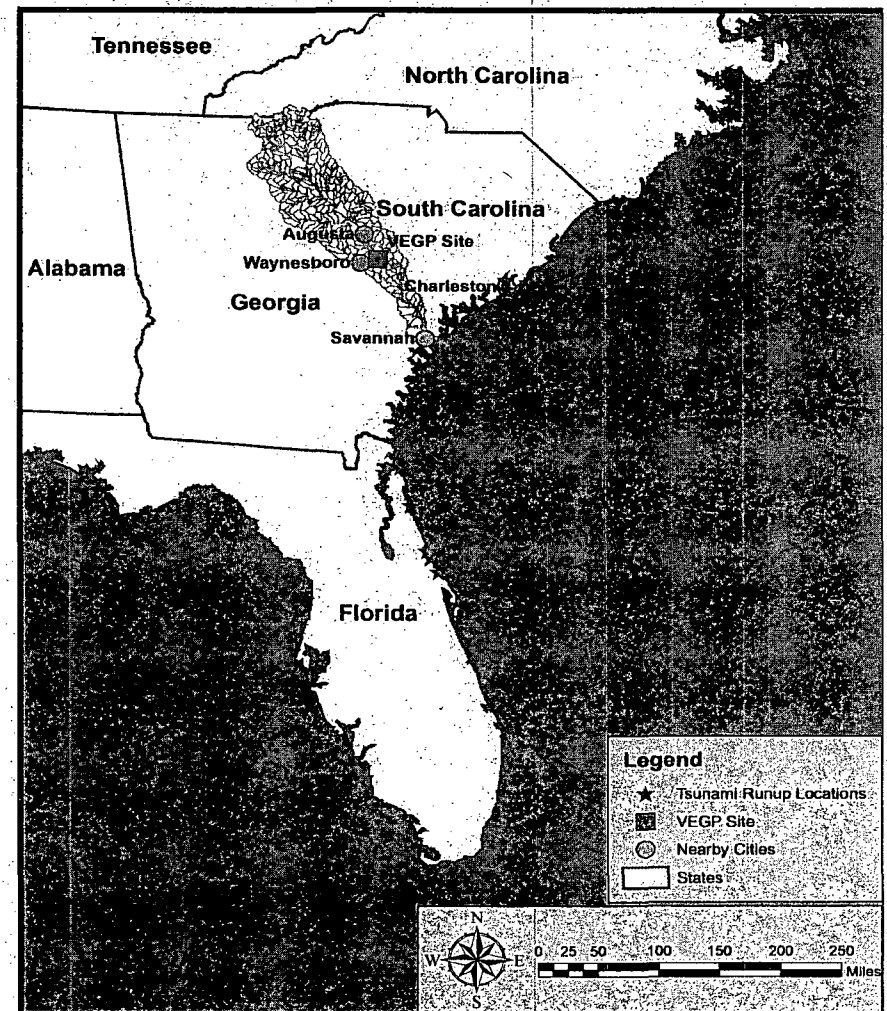 Tennessee
North Carolina
South Carolina
Augusta
VEGP Site
Alabama
Waynesboro
Charleston
Georgia
Savannah
Florida
Legend
Tsunami Runup Locations
VEGP Site
Nearby Cities
States
N
W
E
S
0 25 50 100 150 200 250
Miles